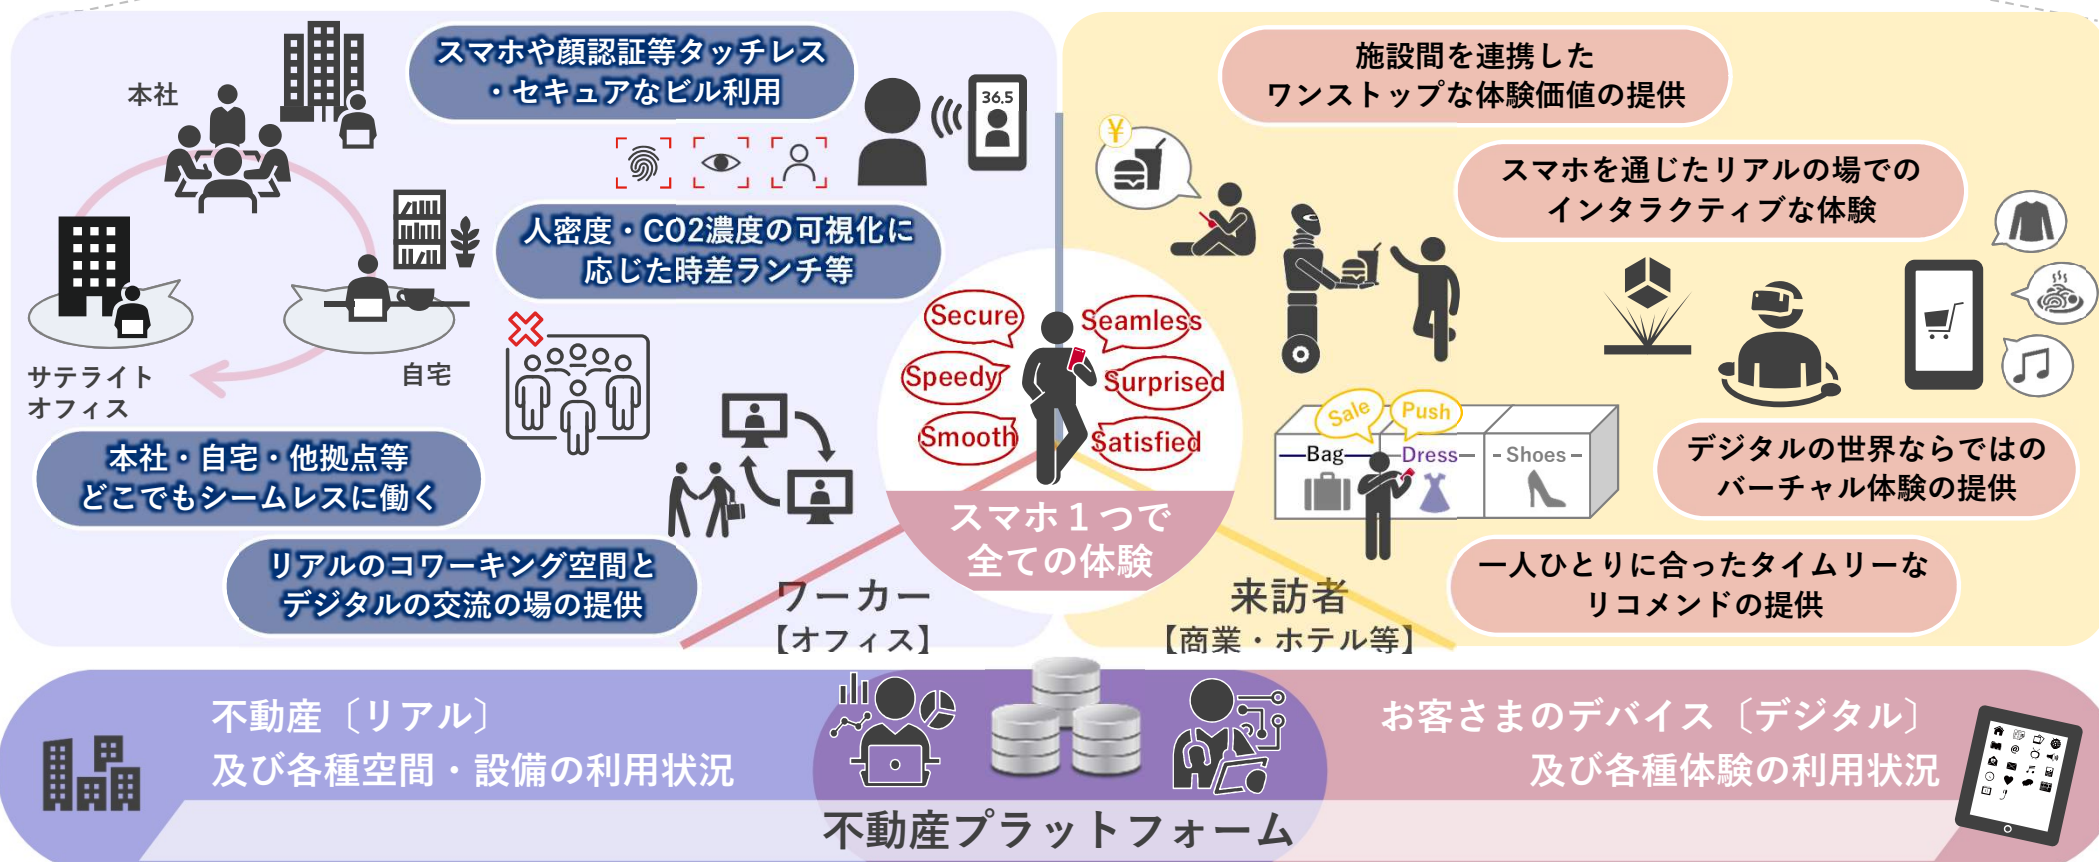 本社
スマホや顔認証等タッチレス
・セキュアなビル利用
36.5
人密度・CO2濃度の可視化に
応じた時差ランチ等
サテライト
オフィス
自宅
本社・自宅・他拠点等
どこでもシームレスに働く
リアルのコワーキング空間と
デジタルの交流の場の提供
ワーカー
【オフィス】
Secure
Speedy
Smooth
Seamless
Surprised
Satisfied
スマホ１つで
全ての体験
施設間を連携した
ワンストップな体験価値の提供
¥
スマホを通じたリアルの場での
インタラクティブな体験
Sale
Push
Bag
Dress
Shoes
デジタルの世界ならではの
バーチャル体験の提供
一人ひとりに合ったタイムリーな
リコメンドの提供
来訪者
【商業・ホテル等】
不動産〔リアル〕
及び各種空間・設備の利用状況
お客さまのデバイス〔デジタル〕
及び各種体験の利用状況
不動産プラットフォーム